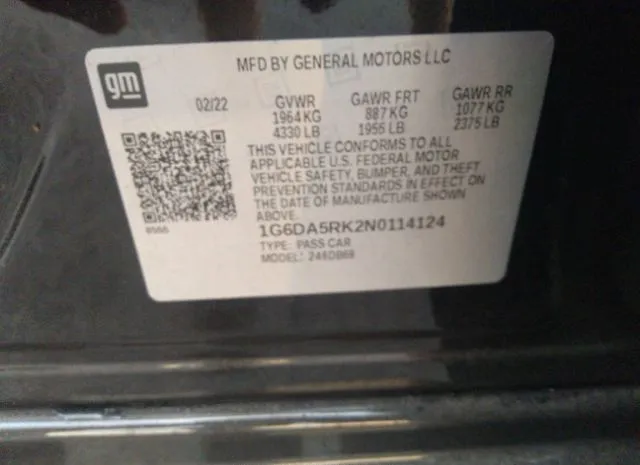 gm
MFD BY GENERAL MOTORS LLC
02/22 GVWR GAWR FRT GAWR RR
1964 KG 887 KG 1077 KG
4330 LB 1955 LB 2375 LB
THIS VEHICLE CONFORMS TO ALL
APPLICABLE U.S. FEDERAL MOTOR
VEHICLE SAFETY, BUMPER, AND THEFT
PREVENTION STANDARDS IN EFFECT ON
THE DATE OF MANUFACTURE SHOWN
ABOVE.
1G6DA5RK2N0114124
TYPE: PASS CAR
MODEL: